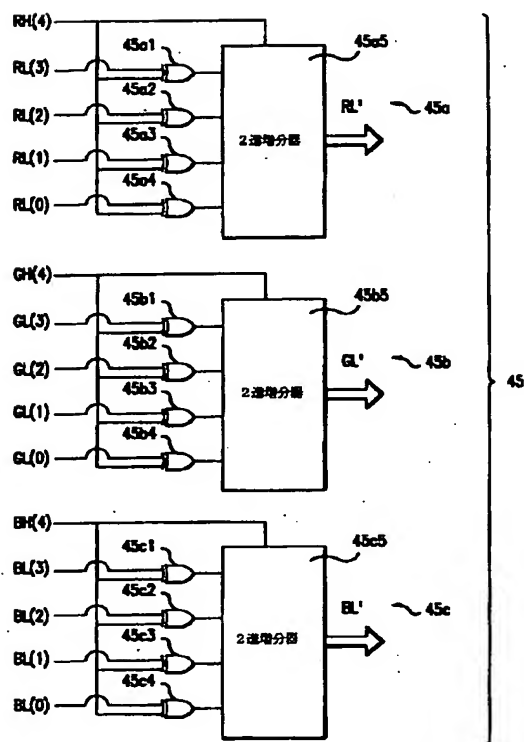 RH(4)
45a1
45a5
RL(3)
45a2
RL' 45a
RL(2)
45a3
2進増分器
RL(1)
45a4
RL(0)
GH(4)
45b1
45b5
GL(3)
45b2
GL' 45b
GL(2)
45b3
45
2進増分器
GL(1)
45b4
GL(0)
BH(4)
45c1
45c5
BL(3)
45c2
BL' 45c
BL(2)
45c3
2進増分器
BL(1)
45c4
BL(0)